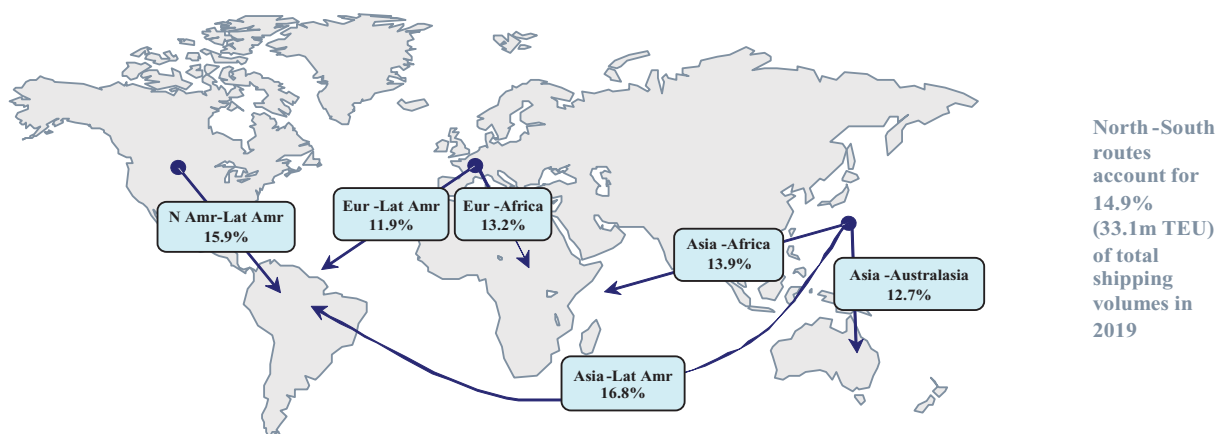 N Amr-Lat Amr
15.9%
Eur -Lat Amr
11.9%
Eur -Africa
13.2%
Asia -Africa
13.9%
Asia -Australasia
12.7%
Asia -Lat Amr
16.8%
North -South
routes
account for
14.9%
(33.1m TEU)
of total
shipping
volumes in
2019